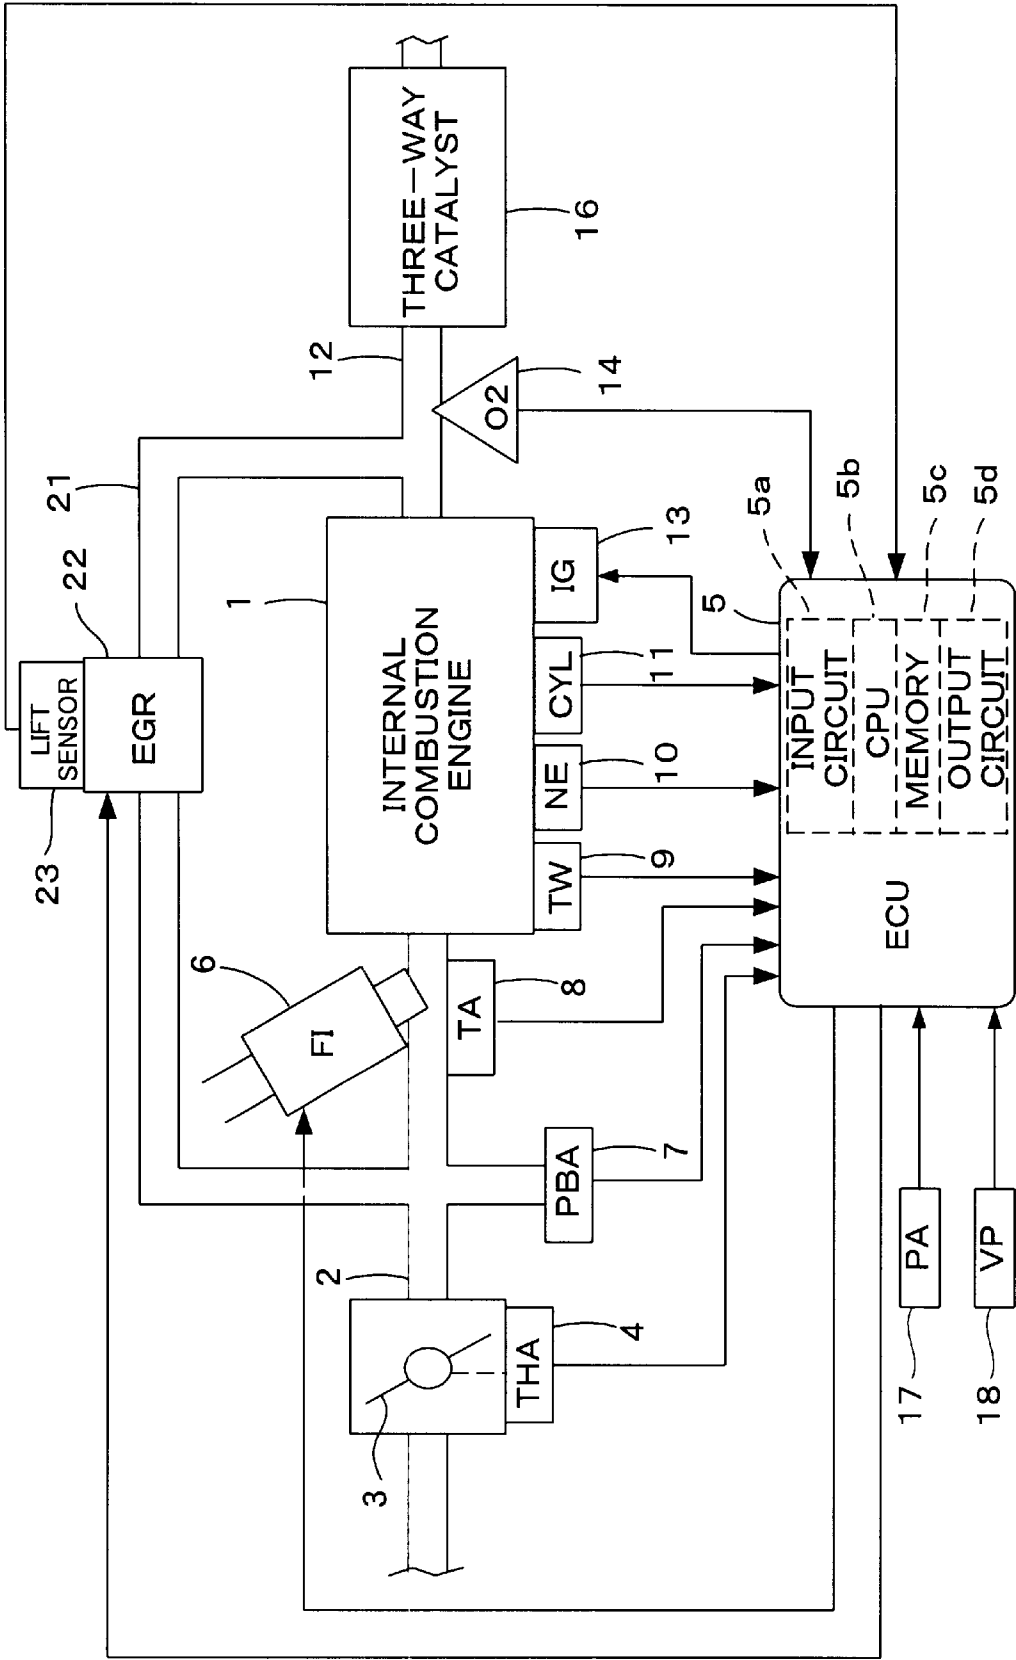 23
LIFT
SENSOR
22
EGR
21
6
FI
1
INTERNAL
COMBUSTION
ENGINE
12
THREE-WAY
CATALYST
16
3
2
THA
4
PBA
7
TA
8
TW
9
NE
10
CYL
11
IG
13
O2
14
5
5a
5b
5c
5d
ECU
INPUT
CIRCUIT
CPU
MEMORY
OUTPUT
CIRCUIT
17
PA
18
VP